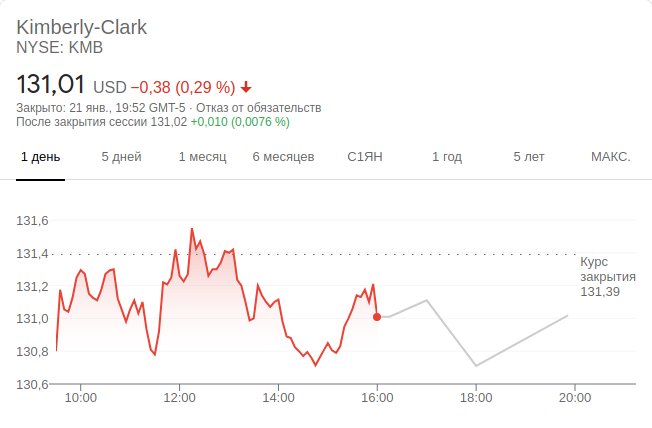 Kimberly-Clark
NYSE: KMB
131,01 USD −0,38 (0,29 %)
Закрыто: 21 янв., 19:52 GMT-5 · Отказ от обязательств
После закрытия сессии 131,02 +0,010 (0,0076 %)
1 день 5 дней 1 месяц 6 месяцев С1ЯН 1 год 5 лет МАКС.
131,6
131,4
Курс
закрытия
131,39
131,2
131,0
130,8
130,6
10:00 12:00 14:00 16:00 18:00 20:00